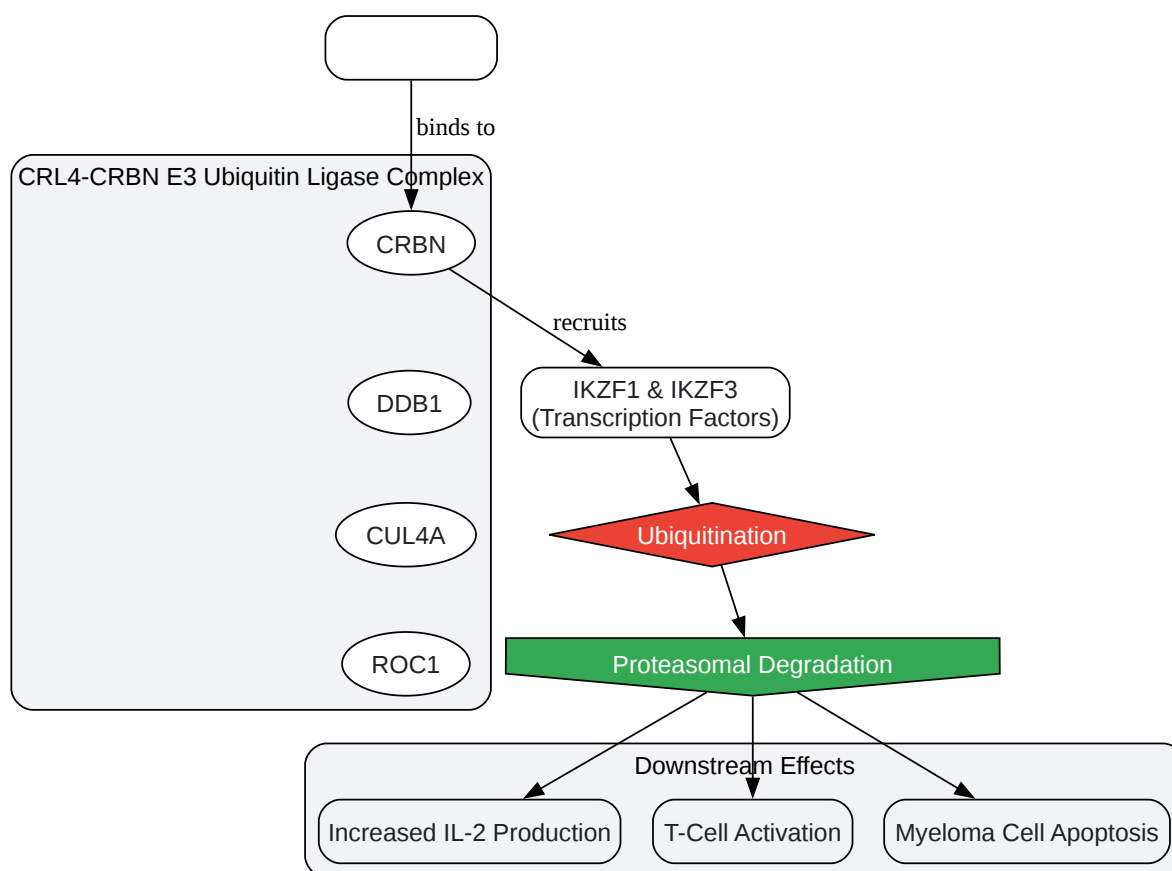 binds to
CRL4-CRBN E3 Ubiquitin Ligase Complex
CRBN
recruits
IKZF1 & IKZF3
(Transcription Factors)
DDB1
Ubiquitination
CUL4A
ROC1
Proteasomal Degradation
Downstream Effects
Increased IL-2 Production
T-Cell Activation
Myeloma Cell Apoptosis